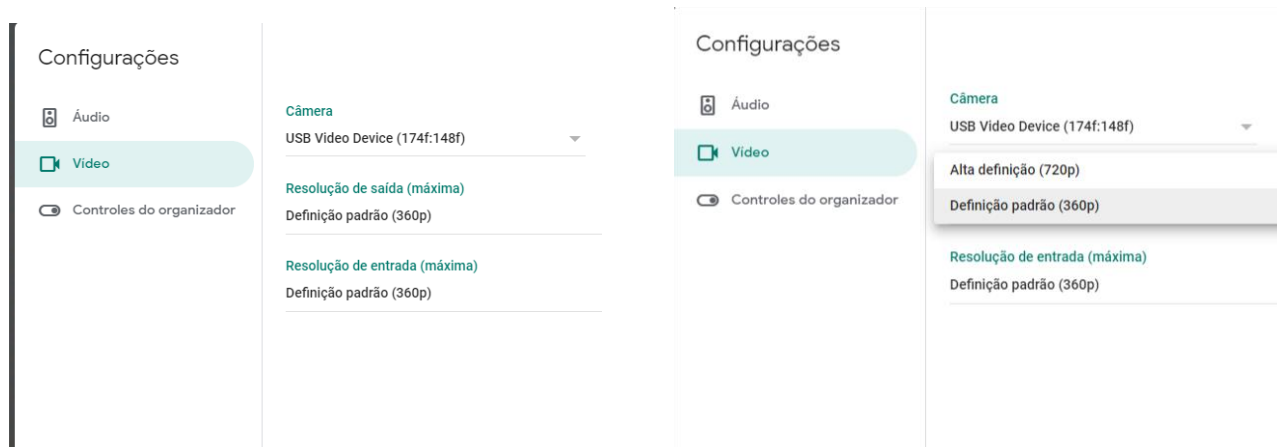 Configurações
Áudio
Vídeo
Controles do organizador
Câmera
USB Video Device (174f:148f)
Resolução de saída (máxima)
Definição padrão (360p)
Resolução de entrada (máxima)
Definição padrão (360p)
Configurações
Áudio
Vídeo
Controles do organizador
Câmera
USB Video Device (174f:148f)
Alta definição (720p)
Definição padrão (360p)
Resolução de entrada (máxima)
Definição padrão (360p)